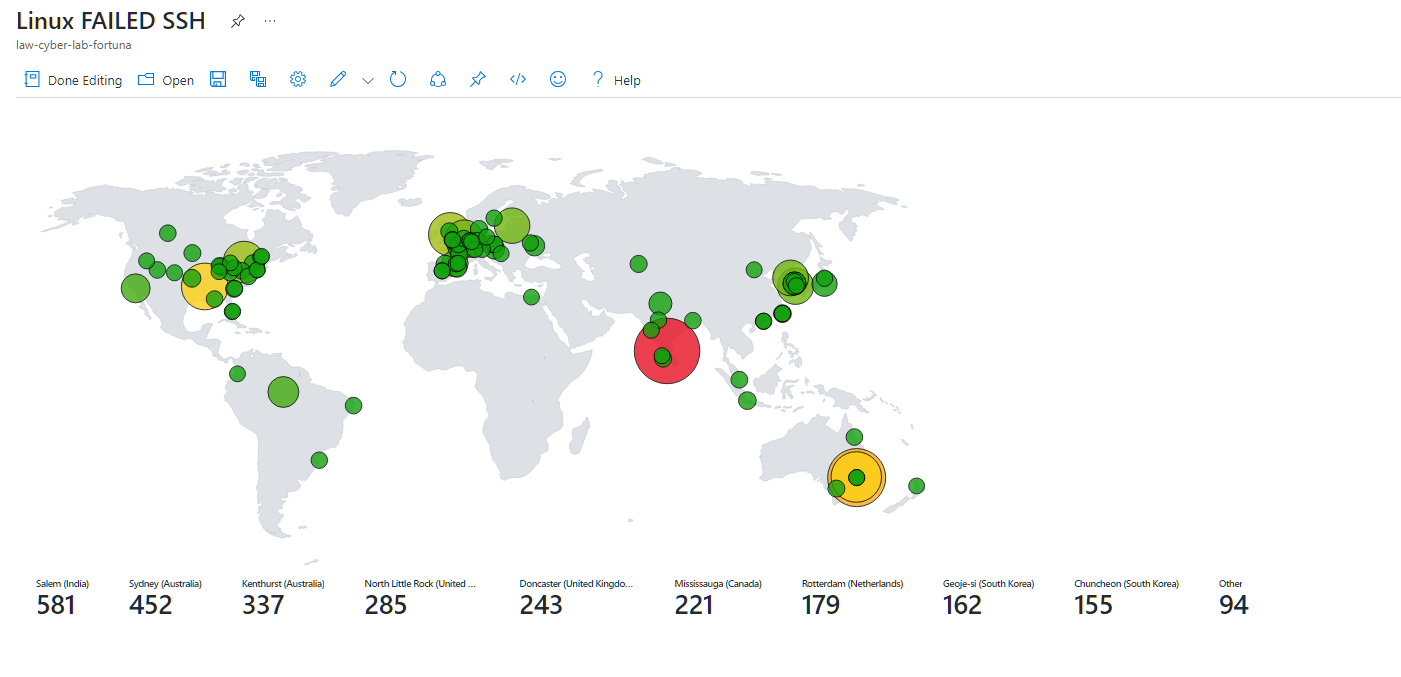 Linux FAILED SSH ...
law-cyber-lab-fortuna
Done Editing Open Help
Salem (India) Sydney (Australia) Kenthurst (Australia) North Little Rock (United ... Doncaster (United Kingdo... Mississauga (Canada) Rotterdam (Netherlands) Geoje-si (South Korea) Chuncheon (South Korea) Other
581 452 337 285 243 221 179 162 155 94